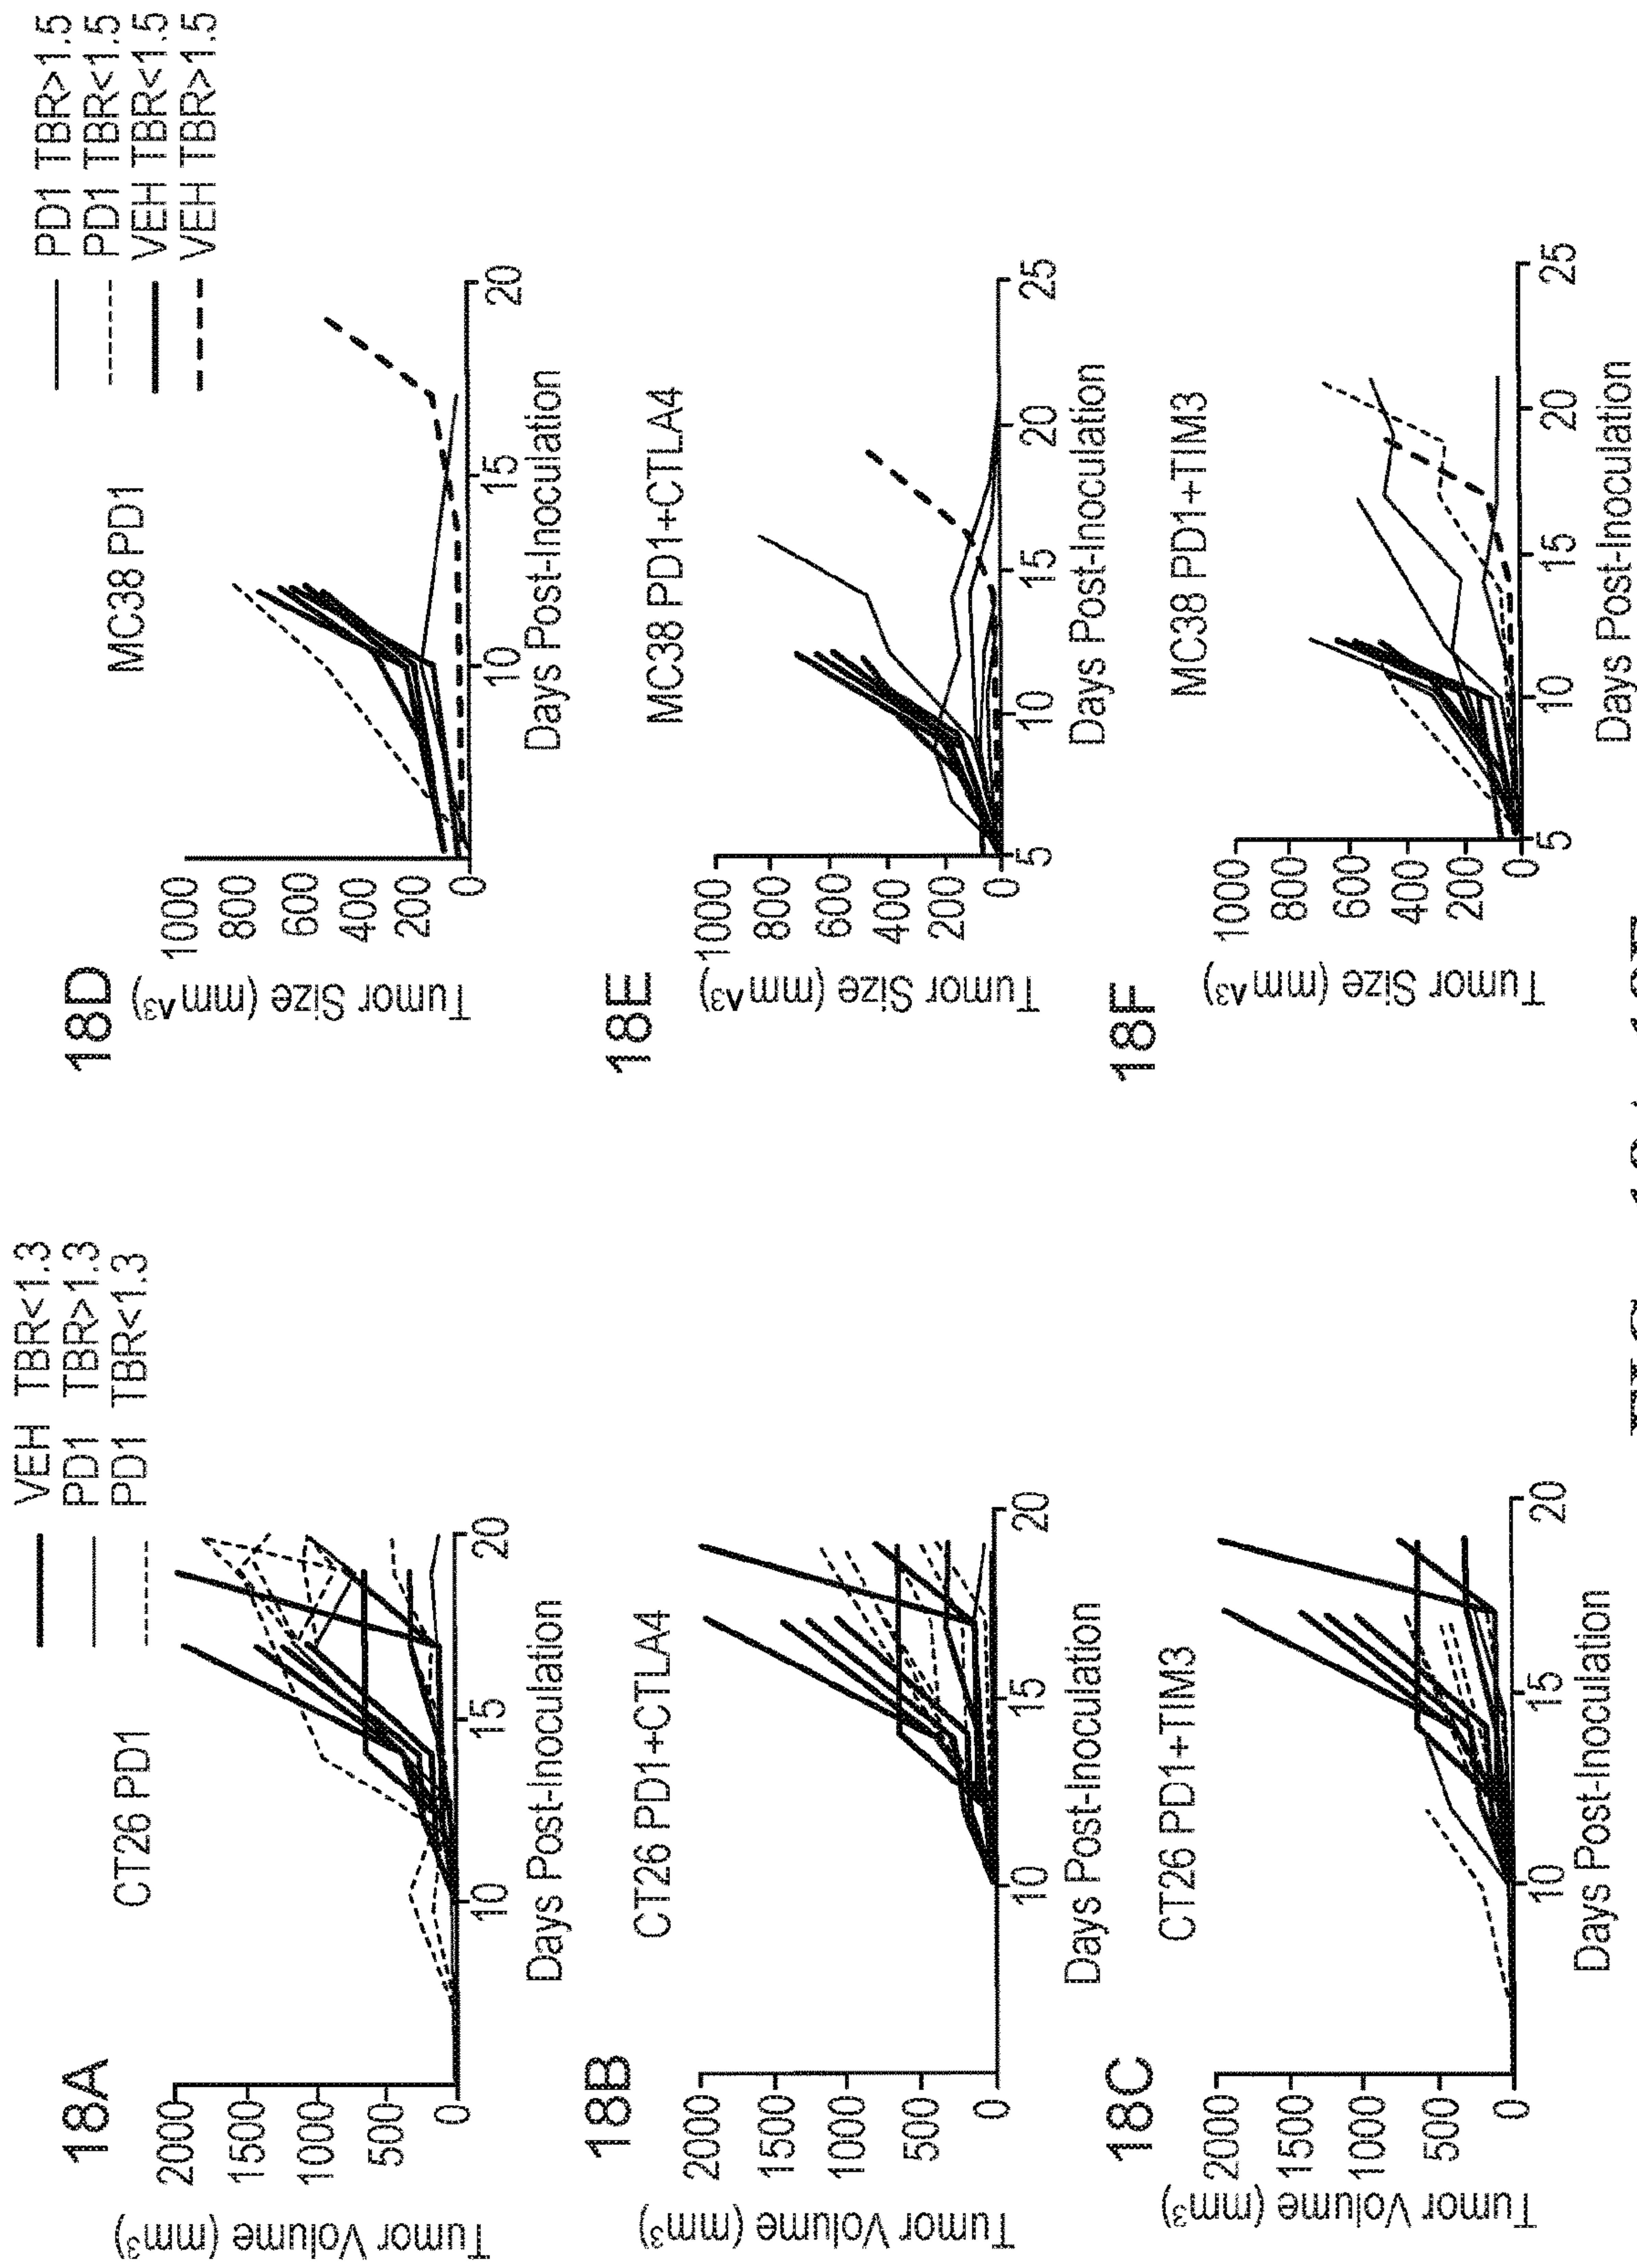 VEH TBR<1.3
PD1 TBR>1.3
PD1 TBR<1.3
18A
CT26 PD1
Tumor Volume (mm3)
2000
1500
1000
500
0
10
15
20
Days Post-Inoculation
18B
CT26 PD1+CTLA4
Tumor Volume (mm3)
2000
1500
1000
500
0
10
15
20
Days Post-Inoculation
18C
CT26 PD1+TIM3
Tumor Volume (mm3)
2000
1500
1000
500
0
10
15
20
Days Post-Inoculation
PD1 TBR>1.5
PD1 TBR<1.5
VEH TBR<1.5
VEH TBR>1.5
18D
MC38 PD1
Tumor Size (mm^3)
1000
800
600
400
200
0
10
15
20
Days Post-Inoculation
18E
MC38 PD1+CTLA4
Tumor Size (mm^3)
1000
800
600
400
200
0
5
10
15
20
25
Days Post-Inoculation
18F
MC38 PD1+TIM3
Tumor Size (mm^3)
1000
800
600
400
200
0
5
10
15
20
25
Days Post-Inoculation